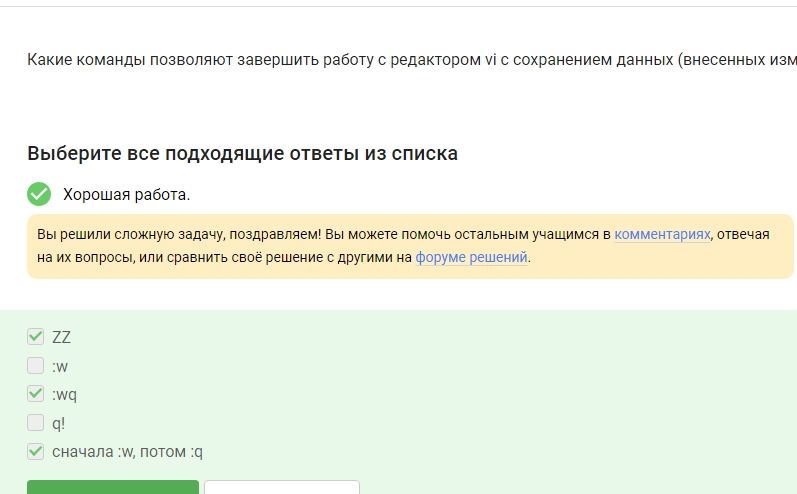 Какие команды позволяют завершить работу с редактором vi с сохранением данных (внесенных изм
Выберите все подходящие ответы из списка
Хорошая работа.
Вы решили сложную задачу, поздравляем! Вы можете помочь остальным учащимся в комментариях, отвечая
на их вопросы, или сравнить своё решение с другими на форуме решений.
ZZ
:w
:wq
q!
сначала :w, потом :q